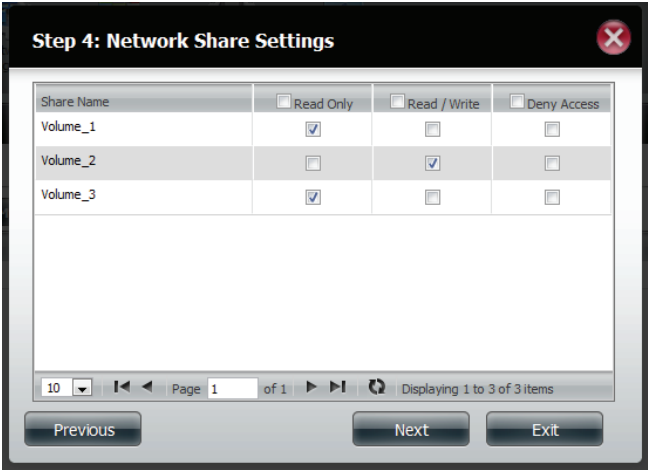 Step 4: Network Share Settings
Share Name Read Only Read / Write Deny Access
Volume_1
Volume_2
Volume_3
10 Page 1 of 1 Displaying 1 to 3 of 3 items
Previous Next Exit